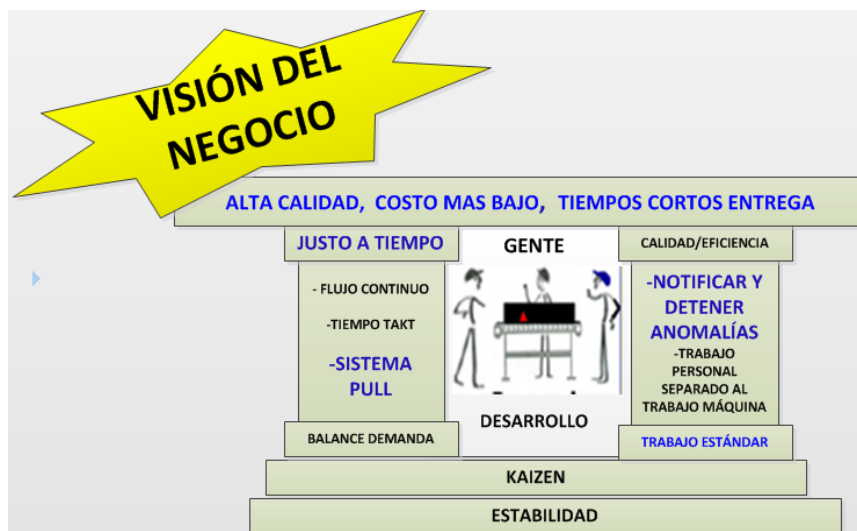 VISIÓN DEL
NEGOCIO
ALTA CALIDAD, COSTO MAS BAJO, TIEMPOS CORTOS ENTREGA
JUSTO A TIEMPO
- FLUJO CONTINUO
-TIEMPO TAKT
-SISTEMA
PULL
BALANCE DEMANDA
GENTE
DESARROLLO
CALIDAD/EFICIENCIA
-NOTIFICAR Y
DETENER
ANOMALÍAS
-TRABAJO
PERSONAL
SEPARADO AL
TRABAJO MÁQUINA
TRABAJO ESTÁNDAR
KAIZEN
ESTABILIDAD